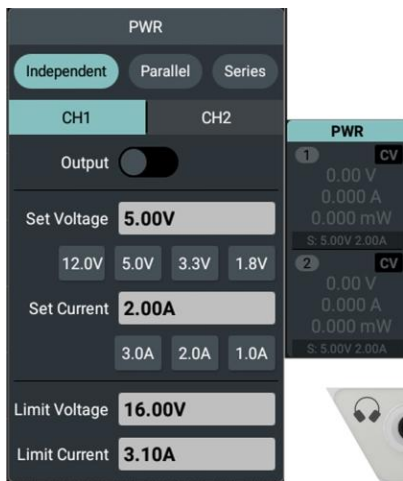 PWR
Independent Parallel Series
CH1 CH2
Output
Set Voltage 5.00V
12.0V 5.0V 3.3V 1.8V
Set Current 2.00A
3.0A 2.0A 1.0A
Limit Voltage 16.00V
Limit Current 3.10A
PWR
1 CV
0.00 V
0.000 A
0.000 mW
S: 5.00V 2.00A
2 CV
0.00 V
0.000 A
0.000 mW
S: 5.00V 2.00A